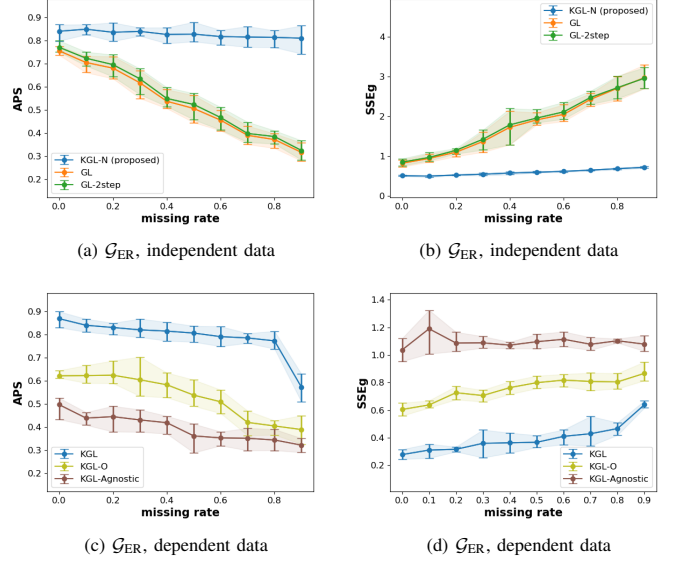 0.9
0.8
0.7
0.6
0.5
0.4
0.3
0.2
APS
KGL-N (proposed)
GL
GL-2step
0.0 0.2 0.4 0.6 0.8
missing rate
(a) 𝒢ER, independent data
4
3
2
1
0
SSEg
KGL-N (proposed)
GL
GL-2step
0.0 0.2 0.4 0.6 0.8
missing rate
(b) 𝒢ER, independent data
0.9
0.8
0.7
0.6
0.5
0.4
0.3
0.2
APS
KGL
KGL-O
KGL-Agnostic
0.0 0.2 0.4 0.6 0.8
missing rate
(c) 𝒢ER, dependent data
1.4
1.2
1.0
0.8
0.6
0.4
0.2
SSEg
KGL
KGL-O
KGL-Agnostic
0.0 0.1 0.2 0.3 0.4 0.5 0.6 0.7 0.8 0.9
missing rate
(d) 𝒢ER, dependent data